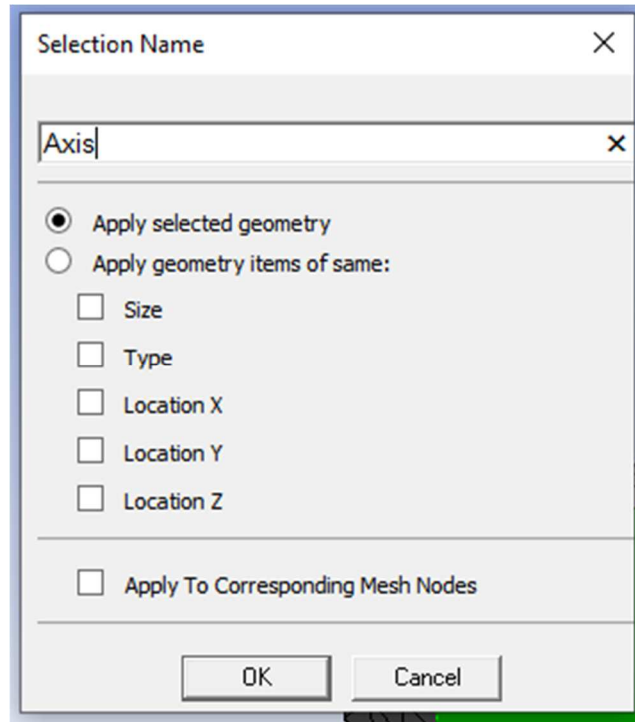 Selection Name
Axis
Apply selected geometry
Apply geometry items of same:
Size
Type
Location X
Location Y
Location Z
Apply To Corresponding Mesh Nodes
OK Cancel